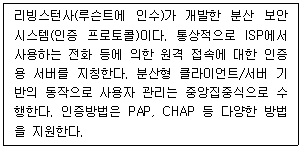 리빙스턴사(루슨트에 인수)가 개발한 분산 보안
시스템(인증 프로토콜)이다. 통상적으로 ISP에서
사용하는 전화 등에 의한 원격 접속에 대한 인증
용 서버를 지칭한다. 분산형 클라이언트/서버 기
반의 동작으로 사용자 관리는 중앙집중식으로 수
행한다. 인증방법은 PAP, CHAP 등 다양한 방법
을 지원한다.